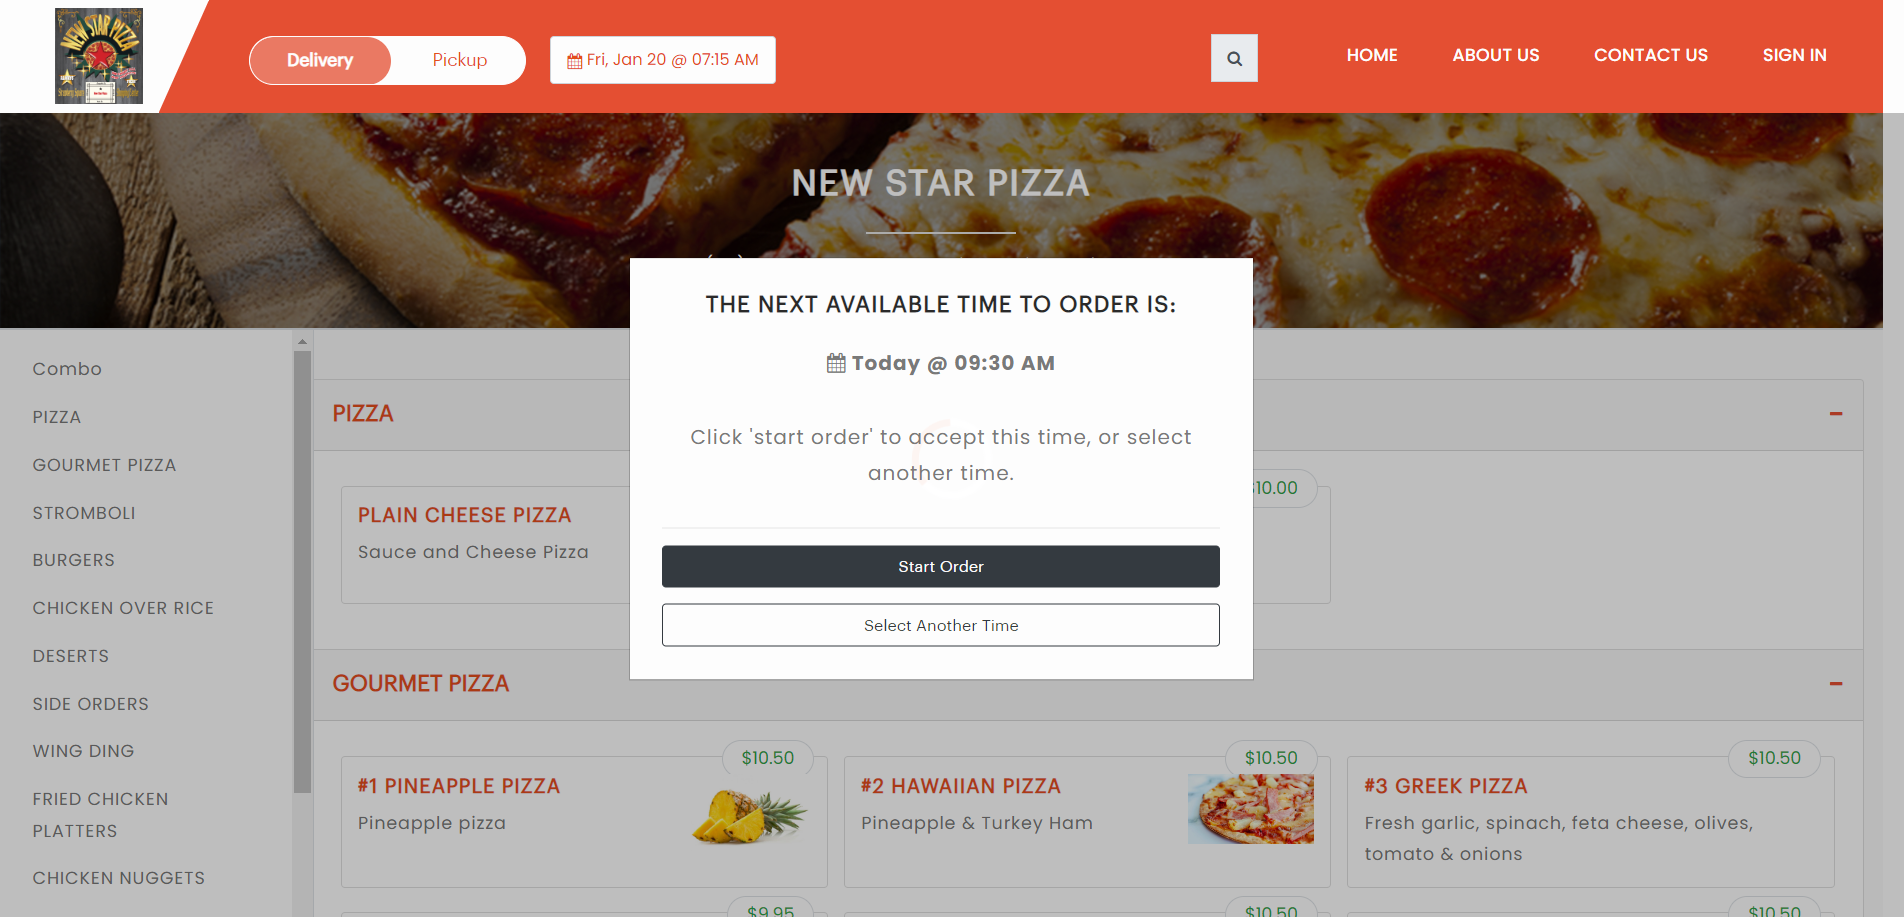 NEW STAR PIZZA
Delivery
Pickup
Fri, Jan 20 @ 07:15 AM
HOME
ABOUT US
CONTACT US
SIGN IN
NEW STAR PIZZA
THE NEXT AVAILABLE TIME TO ORDER IS:
Today @ 09:30 AM
Click 'start order' to accept this time, or select
another time.
Start Order
Select Another Time
Combo
PIZZA
GOURMET PIZZA
STROMBOLI
BURGERS
CHICKEN OVER RICE
DESERTS
SIDE ORDERS
WING DING
FRIED CHICKEN
PLATTERS
CHICKEN NUGGETS
PIZZA
PLAIN CHEESE PIZZA
Sauce and Cheese Pizza
$10.00
GOURMET PIZZA
$10.50
#1 PINEAPPLE PIZZA
Pineapple pizza
$10.50
#2 HAWAIIAN PIZZA
Pineapple & Turkey Ham
$10.50
#3 GREEK PIZZA
Fresh garlic, spinach, feta cheese, olives,
tomato & onions
$9.95
$10.50
$10.50